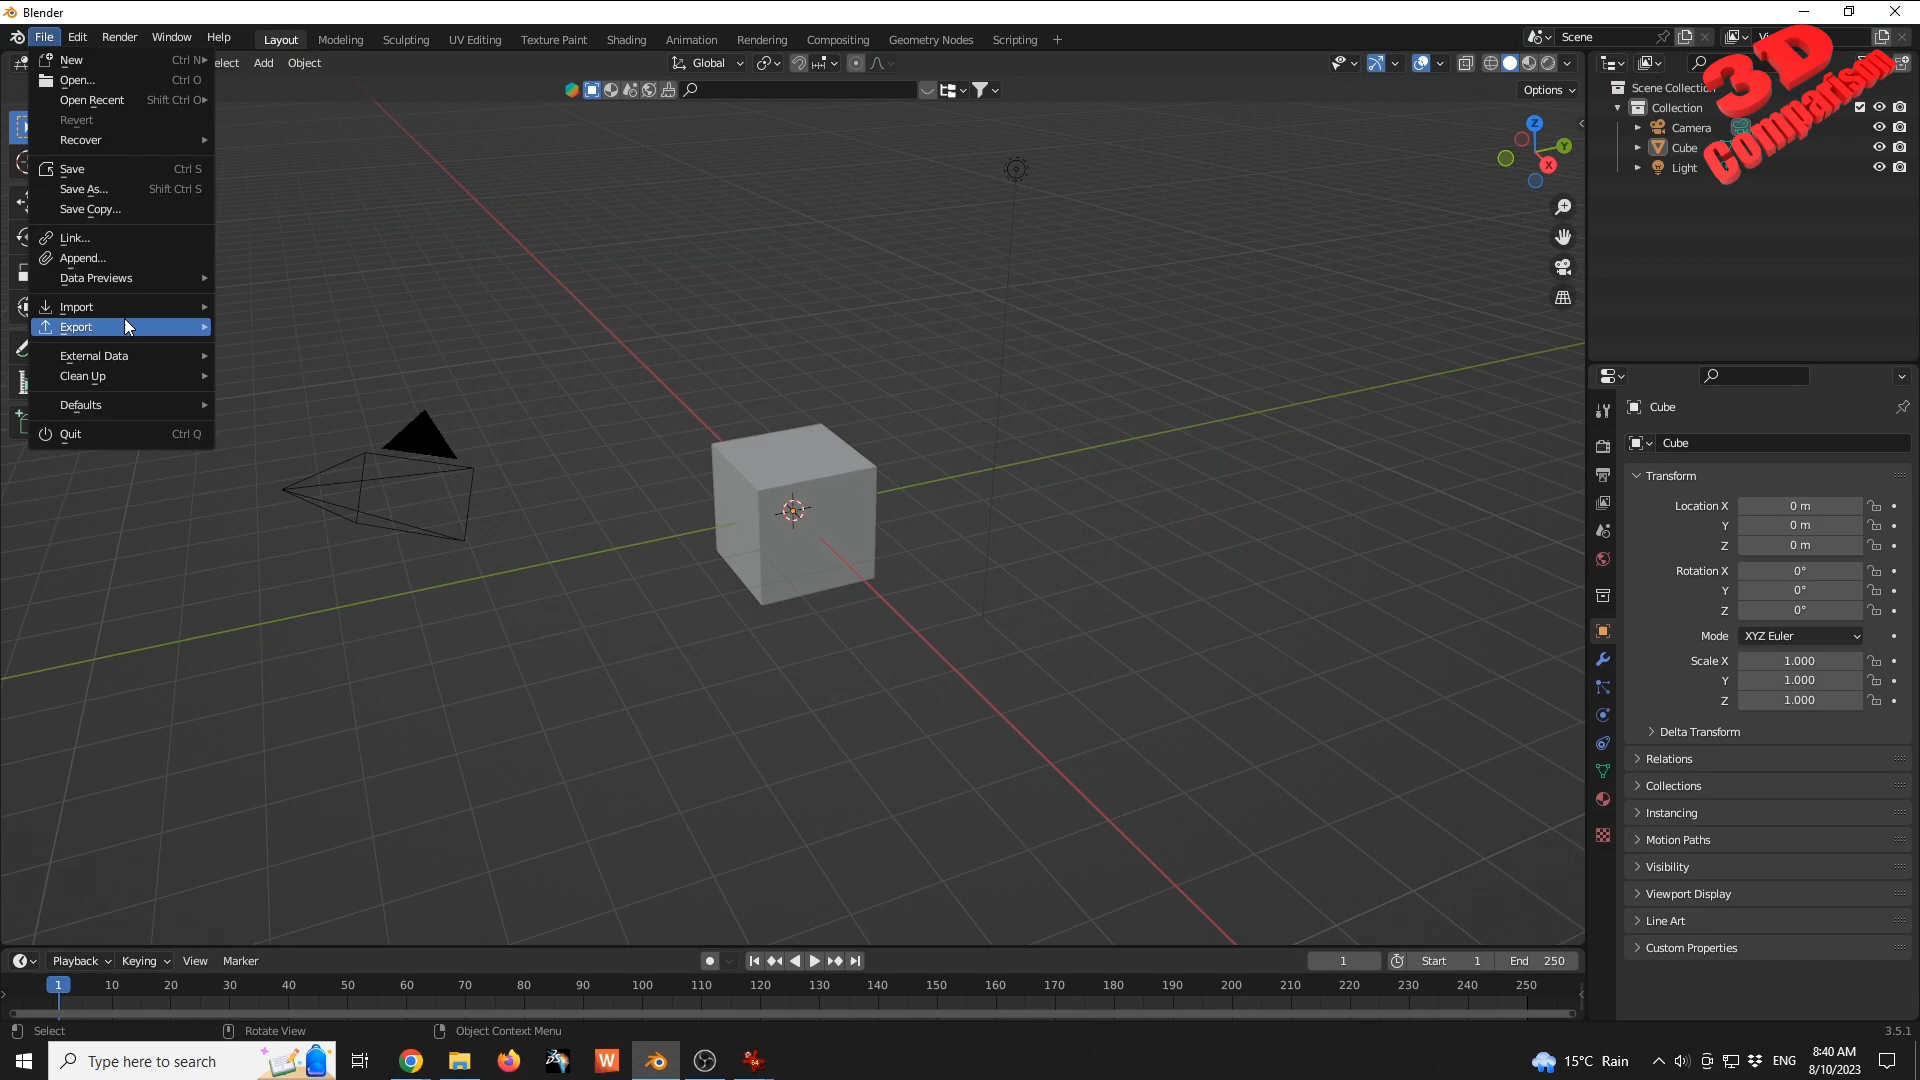 Blender
File Edit Render Window Help Layout Modeling Sculpting UV Editing Texture Paint Shading Animation Rendering Compositing Geometry Nodes Scripting + Scene
elect Add Object Global
Options
New Ctrl N
Open... Ctrl O
Open Recent Shift Ctrl O
Revert
Recover
Save Ctrl S
Save As... Shift Ctrl S
Save Copy...
Link...
Append...
Data Previews
Import
Export
External Data
Clean Up
Defaults
Quit Ctrl Q
Z
Y
X
3D
Comparison
Scene Collection
Collection
Camera
Cube
Light
Cube
Cube
Transform
Location X 0 m
Y 0 m
Z 0 m
Rotation X 0°
Y 0°
Z 0°
Mode XYZ Euler
Scale X 1.000
Y 1.000
Z 1.000
Delta Transform
Relations
Collections
Instancing
Motion Paths
Visibility
Viewport Display
Line Art
Custom Properties
Playback Keying View Marker 1 Start 1 End 250
1 10 20 30 40 50 60 70 80 90 100 110 120 130 140 150 160 170 180 190 200 210 220 230 240 250
Select Rotate View Object Context Menu 3.5.1
Type here to search W 64 15°C Rain ENG 8:40 AM
8/10/2023